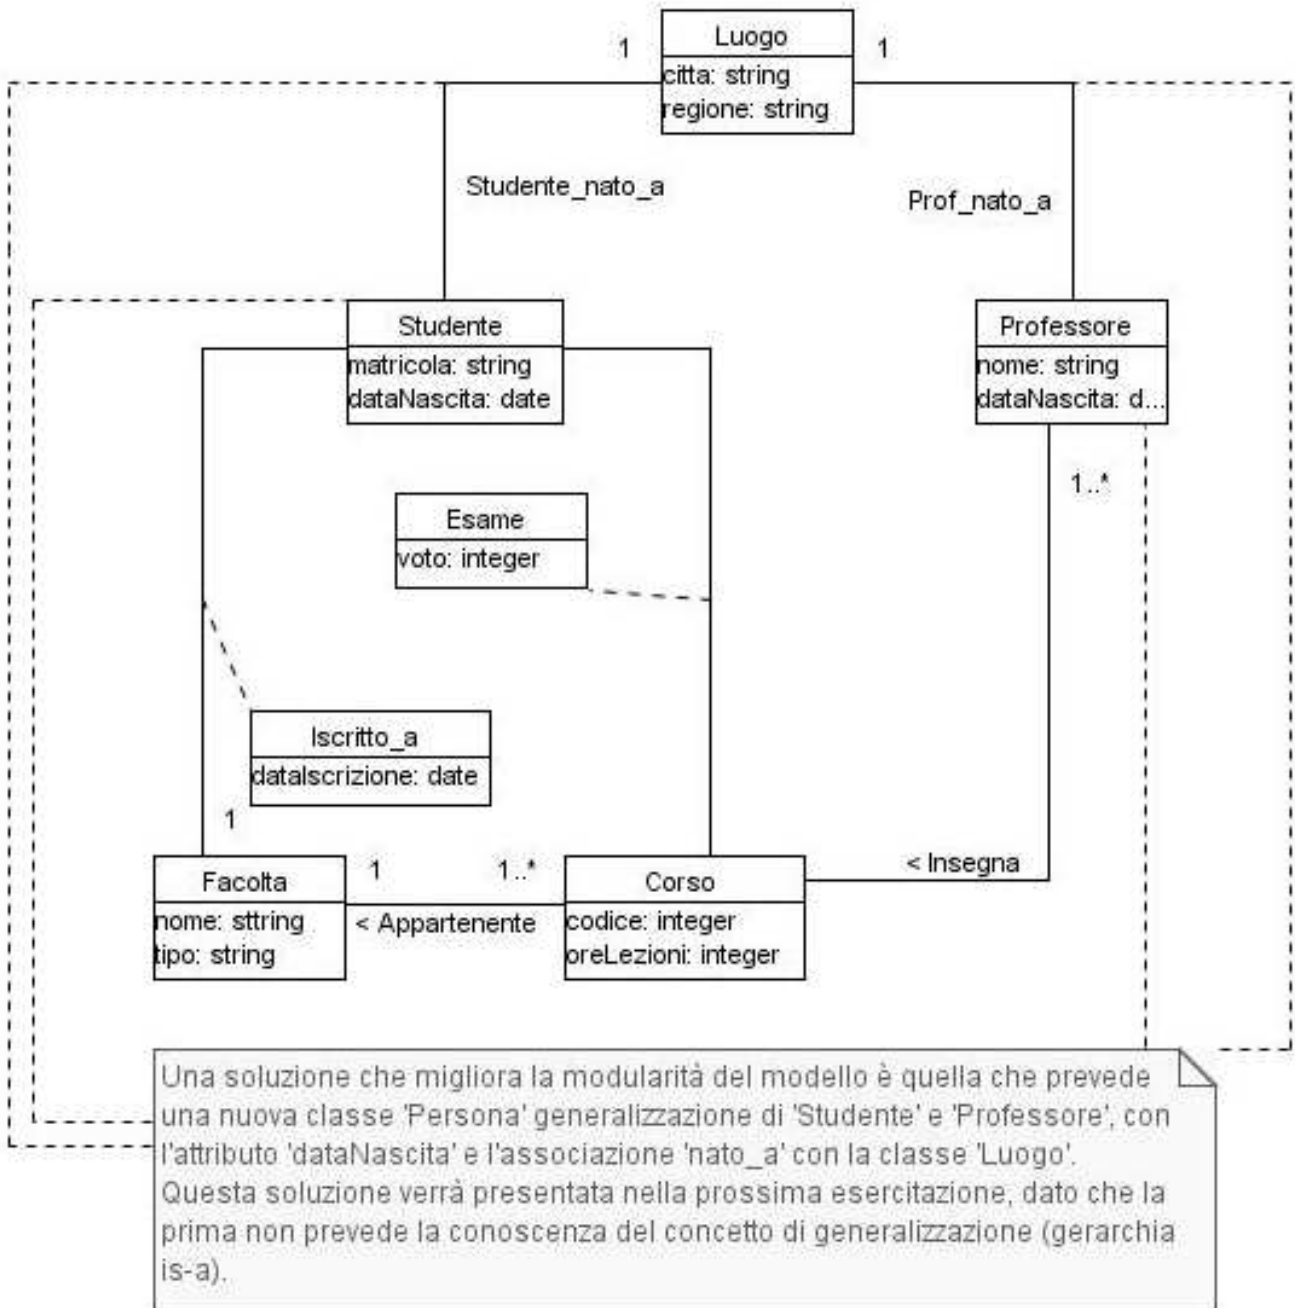 Luogo
1
1
citta: string
regione: string
Studente_nato_a
Prof_nato_a
Studente
matricola: string
dataNascita: date
Professore
nome: string
dataNascita: d...
1..*
Esame
voto: integer
Iscritto_a
dataIscrizione: date
1
Facolta
nome: sttring
tipo: string
1
1..*
< Appartenente
Corso
codice: integer
oreLezioni: integer
< Insegna
Una soluzione che migliora la modularità del modello è quella che prevede
una nuova classe 'Persona' generalizzazione di 'Studente' e 'Professore', con
l'attributo 'dataNascita' e l'associazione 'nato_a' con la classe 'Luogo'.
Questa soluzione verrà presentata nella prossima esercitazione, dato che la
prima non prevede la conoscenza del concetto di generalizzazione (gerarchia
is-a).